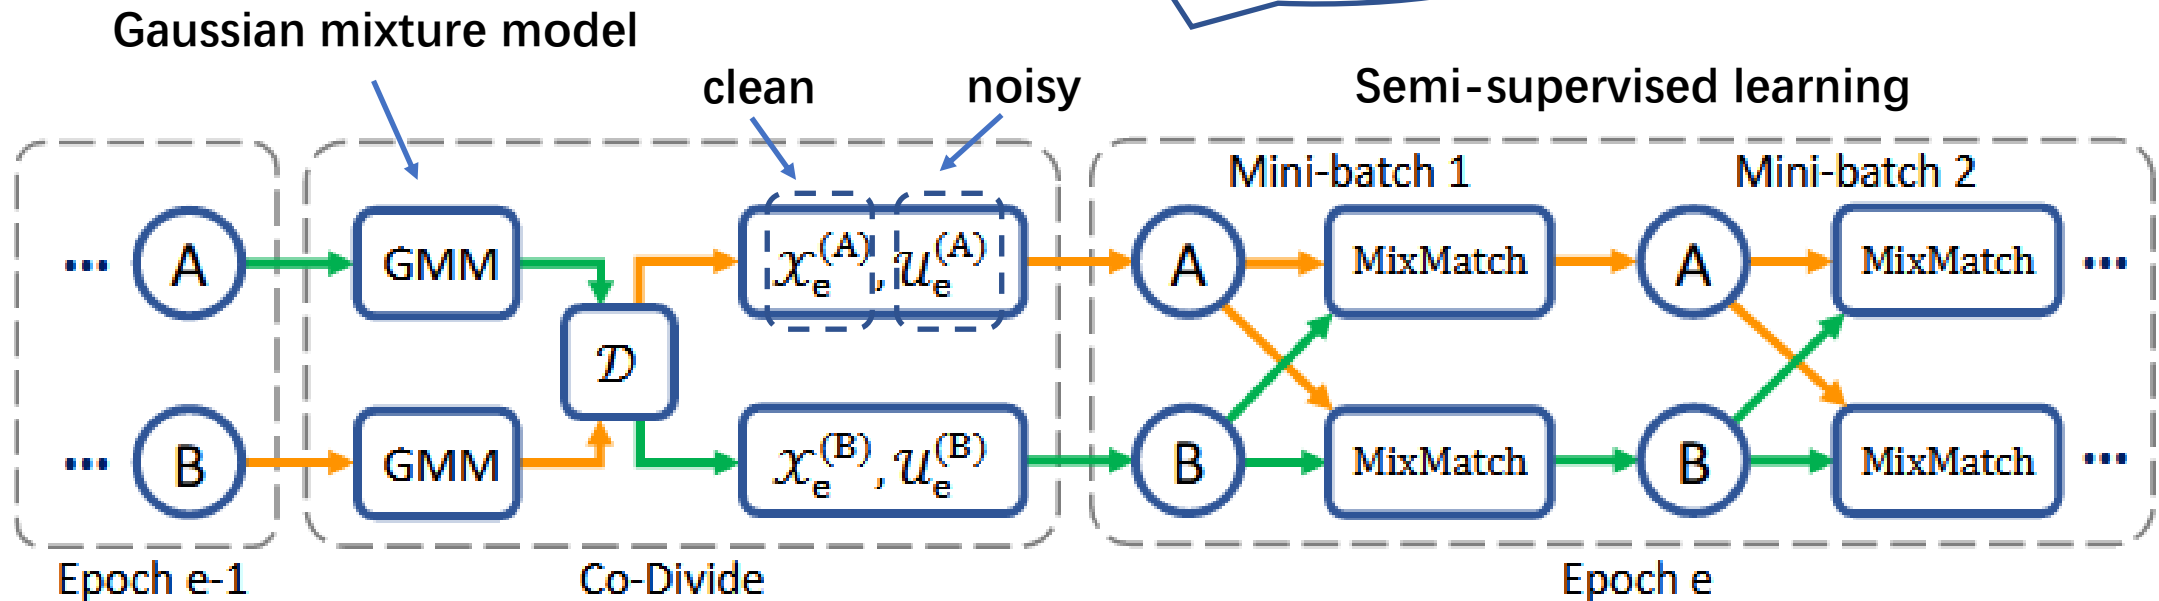 Gaussian mixture model
clean
noisy
Semi-supervised learning
Mini-batch 1
Mini-batch 2
... A
GMM
𝒳e(A), 𝒰e(A)
A
MixMatch
A
MixMatch ...
𝒟
... B
GMM
𝒳e(B), 𝒰e(B)
B
MixMatch
B
MixMatch ...
Epoch e-1
Co-Divide
Epoch e